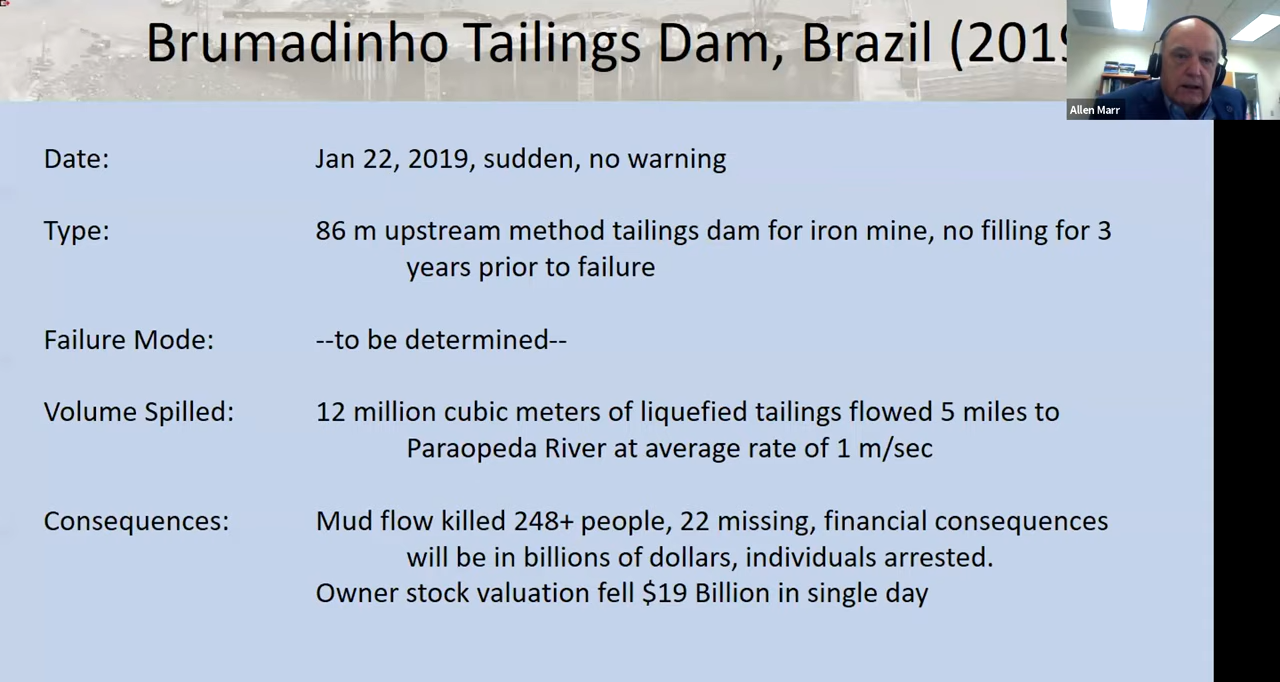 Brumadinho Tailings Dam, Brazil (2019
Allen Marr
Date: Jan 22, 2019, sudden, no warning
Type: 86 m upstream method tailings dam for iron mine, no filling for 3
years prior to failure
Failure Mode: --to be determined--
Volume Spilled: 12 million cubic meters of liquefied tailings flowed 5 miles to
Paraopeda River at average rate of 1 m/sec
Consequences: Mud flow killed 248+ people, 22 missing, financial consequences
will be in billions of dollars, individuals arrested.
Owner stock valuation fell $19 Billion in single day